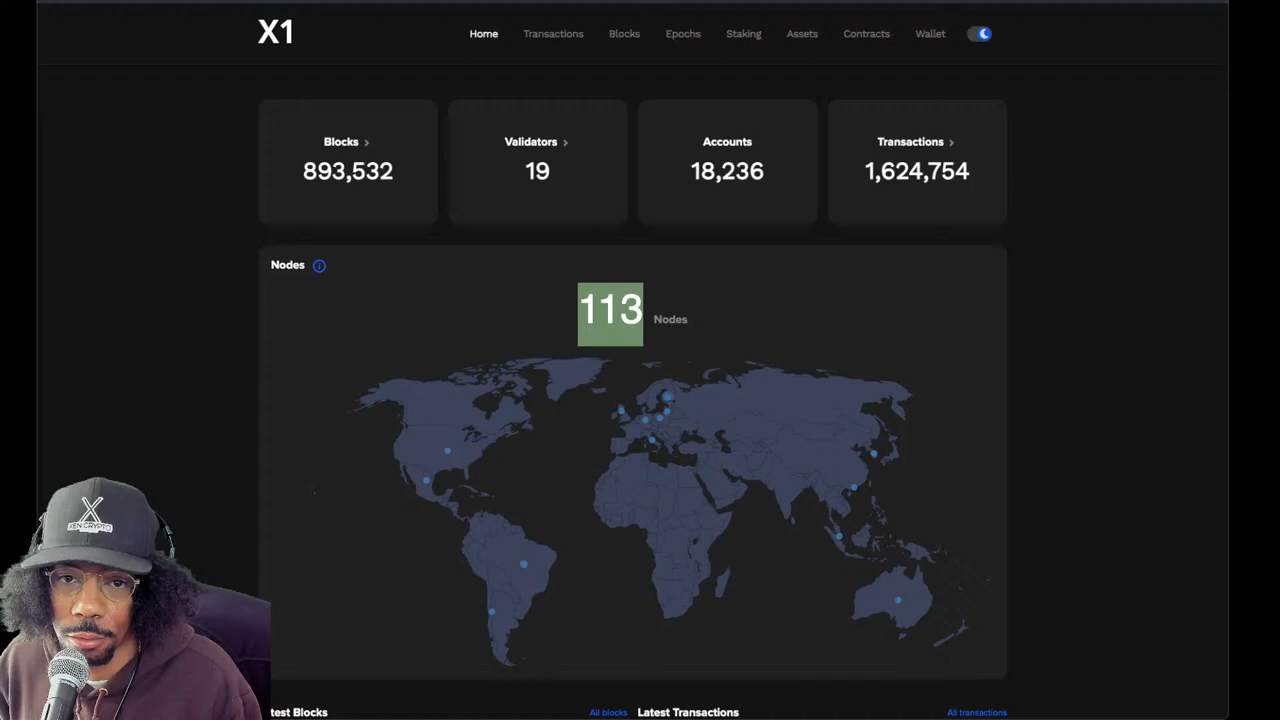 X1
Home Transactions Blocks Epochs Staking Assets Contracts Wallet
Blocks Validators Accounts Transactions
893,532 19 18,236 1,624,754
Nodes
113 Nodes
X
XEN CRYPTO
test Blocks All blocks Latest Transactions All transactions